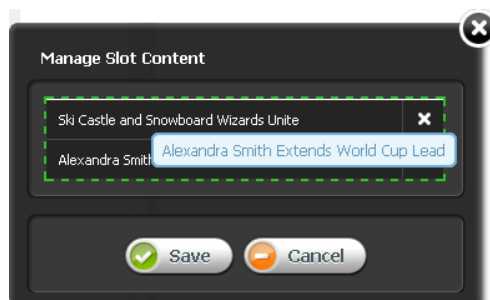 Manage Slot Content
Ski Castle and Snowboard Wizards Unite
Alexandra Smith
Alexandra Smith Extends World Cup Lead
Save
Cancel